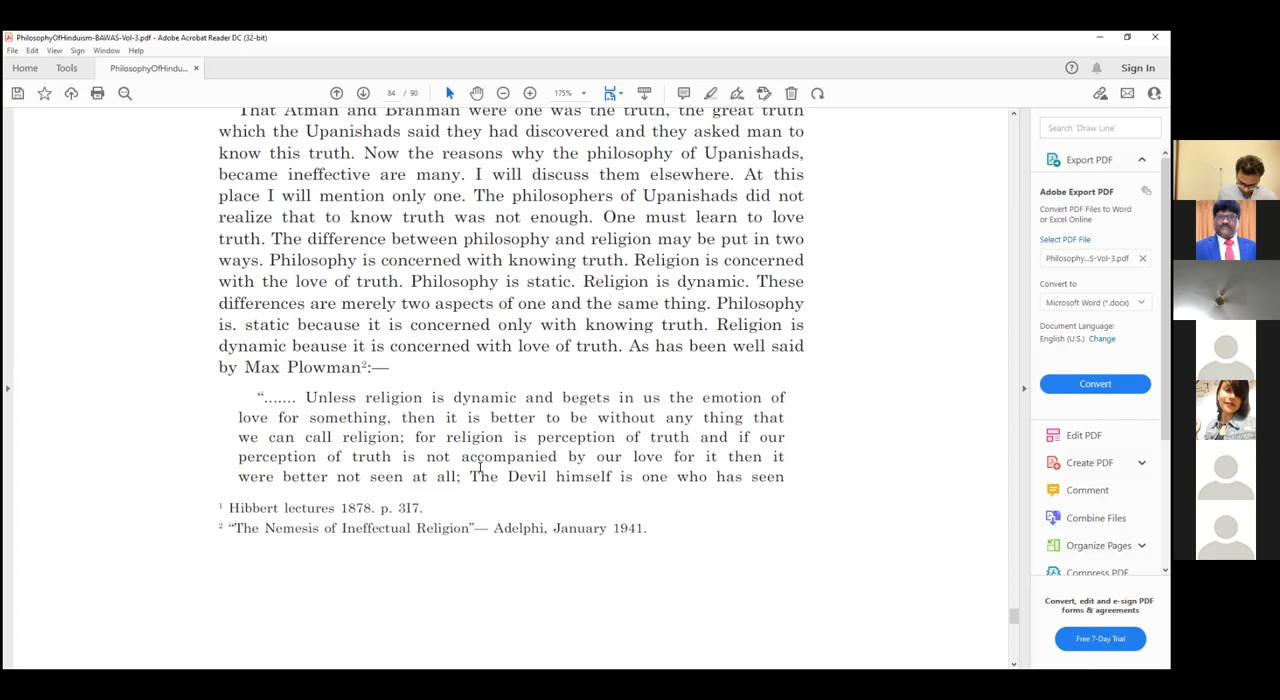 PhilosophyOfHinduism-BAWAS-Vol-3.pdf - Adobe Acrobat Reader DC (32-bit)
File Edit View Sign Window Help
Home Tools PhilosophyOfHindu... ×
Sign In
84 / 90
175%
That Atman and Brahman were one was the truth, the great truth
which the Upanishads said they had discovered and they asked man to
know this truth. Now the reasons why the philosophy of Upanishads,
became ineffective are many. I will discuss them elsewhere. At this
place I will mention only one. The philosophers of Upanishads did not
realize that to know truth was not enough. One must learn to love
truth. The difference between philosophy and religion may be put in two
ways. Philosophy is concerned with knowing truth. Religion is concerned
with the love of truth. Philosophy is static. Religion is dynamic. These
differences are merely two aspects of one and the same thing. Philosophy
is. static because it is concerned only with knowing truth. Religion is
dynamic beause it is concerned with love of truth. As has been well said
by Max Plowman²:—
“....... Unless religion is dynamic and begets in us the emotion of
love for something, then it is better to be without any thing that
we can call religion; for religion is perception of truth and if our
perception of truth is not accompanied by our love for it then it
were better not seen at all; The Devil himself is one who has seen
¹ Hibbert lectures 1878. p. 3I7.
² “The Nemesis of Ineffectual Religion”— Adelphi, January 1941.
Search 'Draw Line'
Export PDF
Adobe Export PDF
Convert PDF Files to Word
or Excel Online
Select PDF File
Philosophy...S-Vol-3.pdf ×
Convert to
Microsoft Word (*.docx)
Document Language:
English (U.S.) Change
Convert
Edit PDF
Create PDF
Comment
Combine Files
Organize Pages
Compress PDF
Convert, edit and e-sign PDF
forms & agreements
Free 7-Day Trial